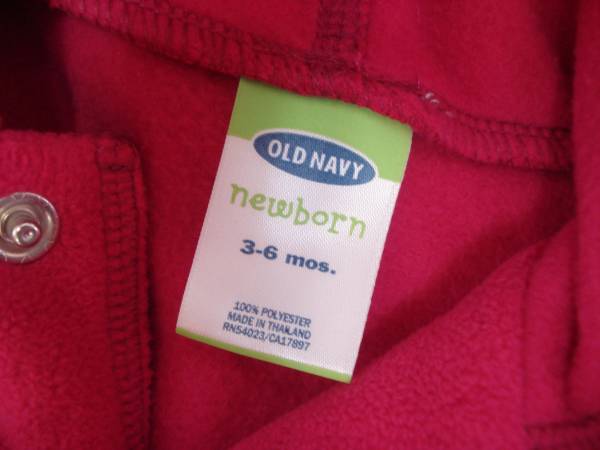 OLD NAVY
newborn
3-6 mos.
100% POLYESTER
MADE IN THAILAND
RN54023/CA17897